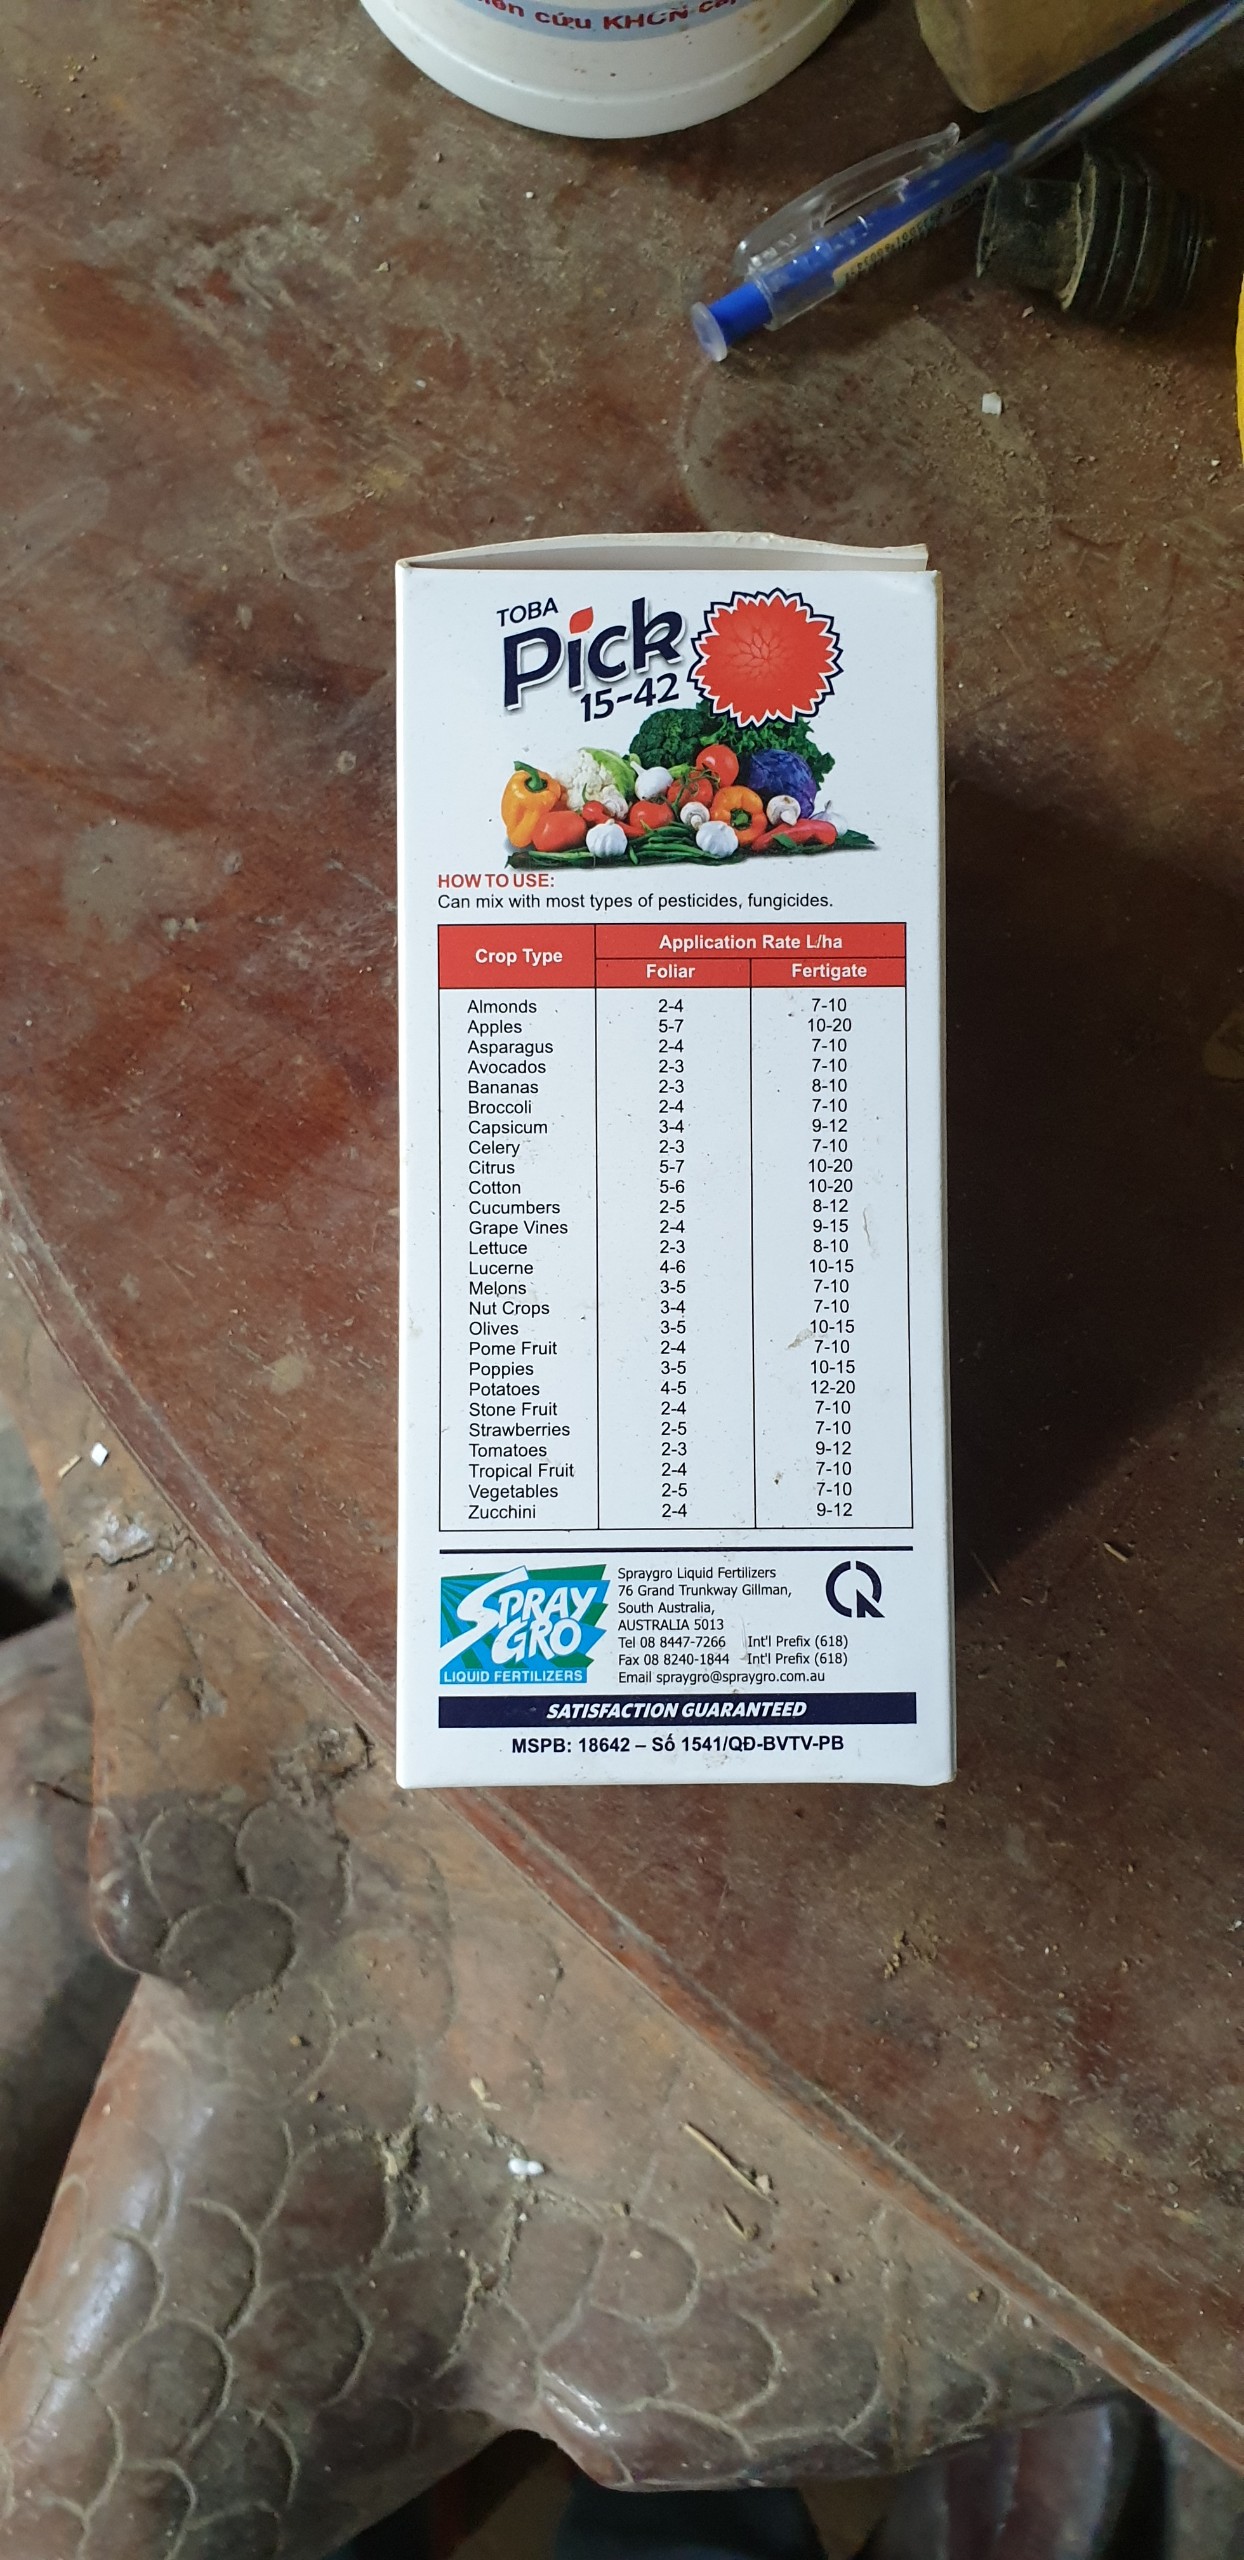 cứu KHCN
TOBA
Pick
15-42
HOW TO USE:
Can mix with most types of pesticides, fungicides.
Crop Type Application Rate L/ha
Foliar Fertigate
Almonds 2-4 7-10
Apples 5-7 10-20
Asparagus 2-4 7-10
Avocados 2-3 7-10
Bananas 2-3 8-10
Broccoli 2-4 7-10
Capsicum 3-4 9-12
Celery 2-3 7-10
Citrus 5-7 10-20
Cotton 5-6 10-20
Cucumbers 2-5 8-12
Grape Vines 2-4 9-15
Lettuce 2-3 8-10
Lucerne 4-6 10-15
Melons 3-5 7-10
Nut Crops 3-4 7-10
Olives 3-5 10-15
Pome Fruit 2-4 7-10
Poppies 3-5 10-15
Potatoes 4-5 12-20
Stone Fruit 2-4 7-10
Strawberries 2-5 7-10
Tomatoes 2-3 9-12
Tropical Fruit 2-4 7-10
Vegetables 2-5 7-10
Zucchini 2-4 9-12
SPRAY
GRO
LIQUID FERTILIZERS
Spraygro Liquid Fertilizers
76 Grand Trunkway Gillman,
South Australia,
AUSTRALIA 5013
Tel 08 8447-7266 Int'l Prefix (618)
Fax 08 8240-1844 Int'l Prefix (618)
Email spraygro@spraygro.com.au
SATISFACTION GUARANTEED
MSPB: 18642 – Số 1541/QĐ-BVTV-PB